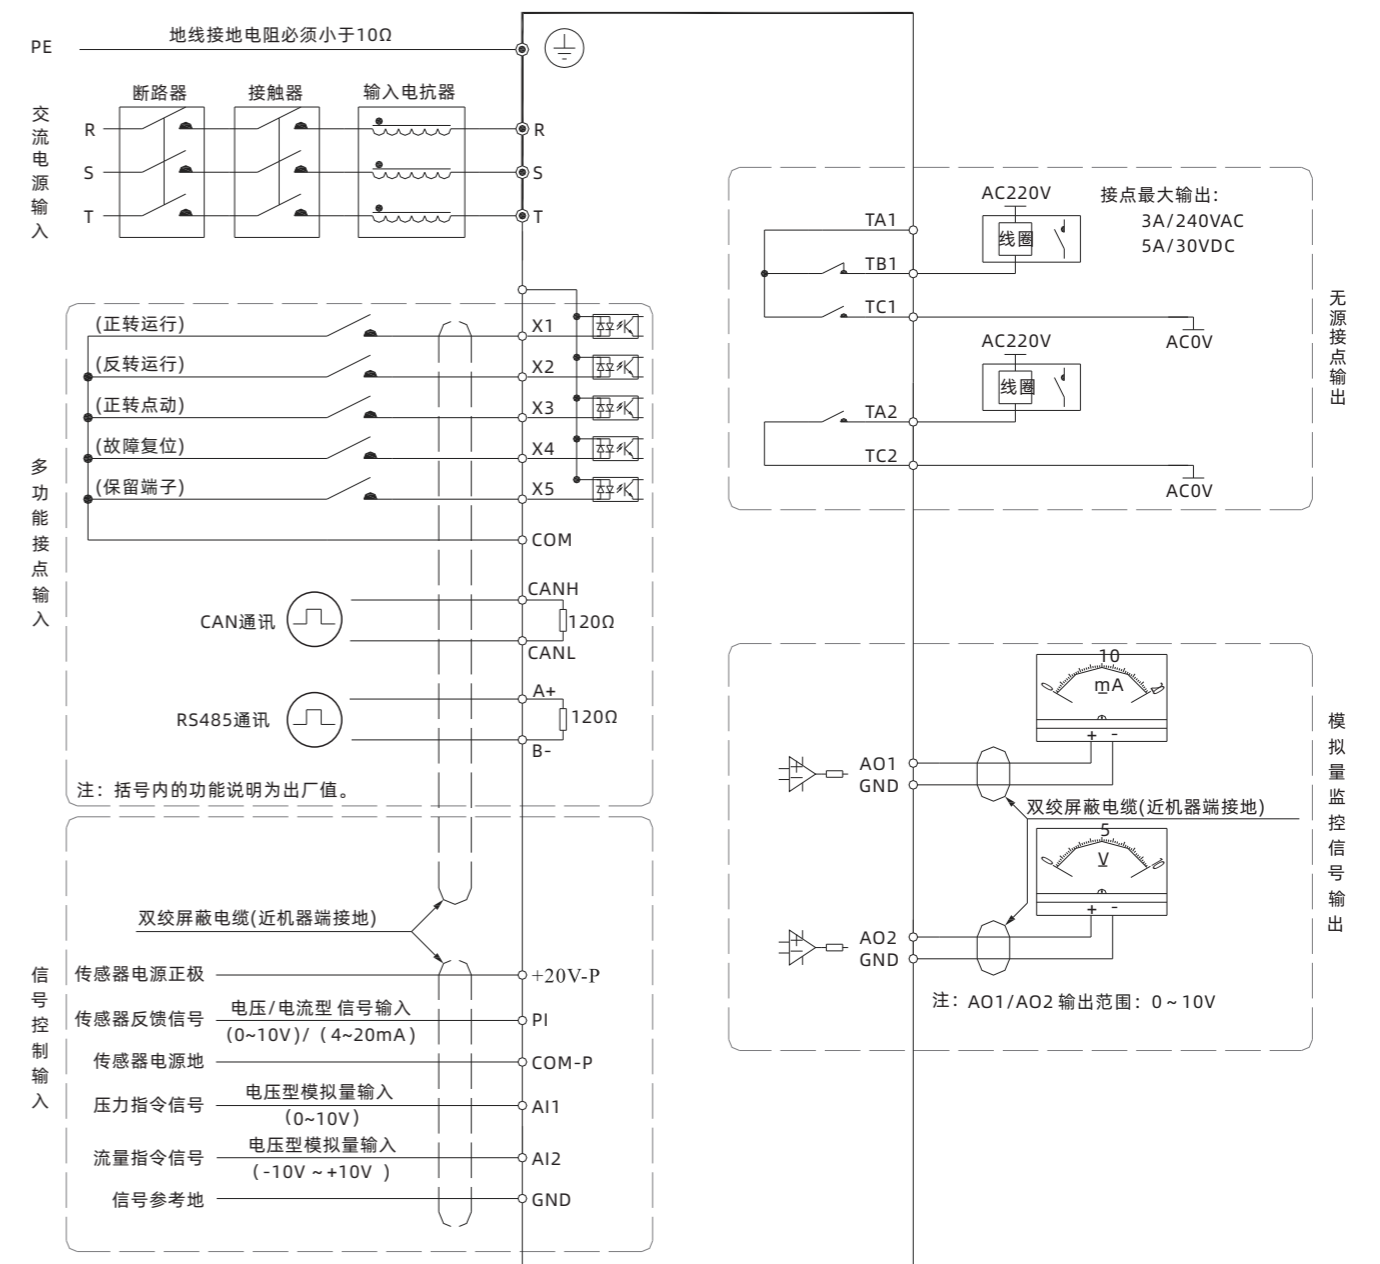 PE
地线接地电阻必须小于10Ω
交流电源输入
断路器
接触器
输入电抗器
R
R
S
S
T
T
多功能接点输入
(正转运行)
X1
(反转运行)
X2
(正转点动)
X3
(故障复位)
X4
(保留端子)
X5
COM
CANH
CAN通讯
120Ω
CANL
A+
RS485通讯
120Ω
B-
注：括号内的功能说明为出厂值。
信号控制输入
双绞屏蔽电缆(近机器端接地)
传感器电源正极
+20V-P
传感器反馈信号
电压/电流型 信号输入
(0~10V)/（4~20mA）
PI
传感器电源地
COM-P
压力指令信号
电压型模拟量输入
（0~10V）
AI1
流量指令信号
电压型模拟量输入
( -10V ~ +10V )
AI2
信号参考地
GND
无源接点输出
AC220V
接点最大输出：
3A/240VAC
5A/30VDC
TA1
线圈
TB1
TC1
AC0V
AC220V
线圈
TA2
TC2
AC0V
模拟量监控信号输出
10
0
mA
+ -
AO1
GND
双绞屏蔽电缆(近机器端接地)
5
0
V
+ -
AO2
GND
注：AO1/AO2 输出范围：0 ~ 10V